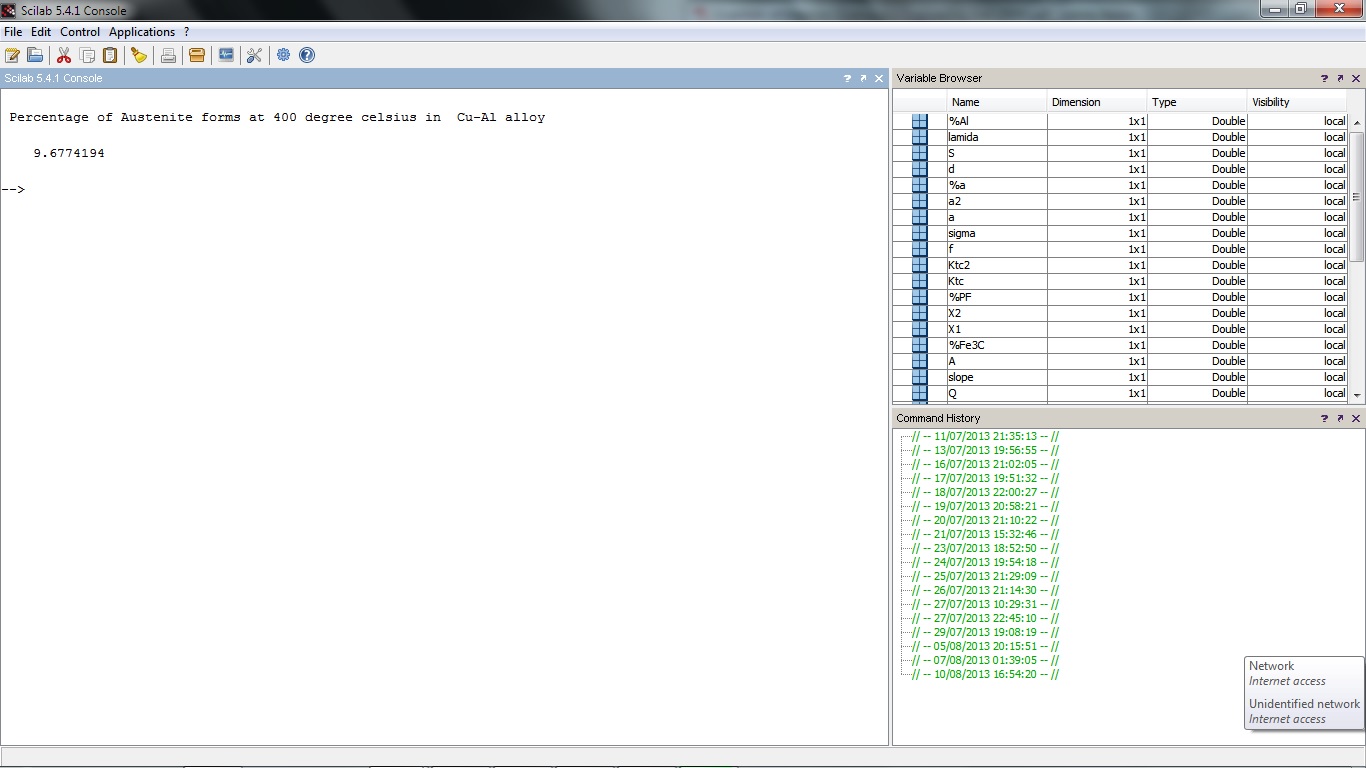 Scilab 5.4.1 Console
File Edit Control Applications ?
Scilab 5.4.1 Console
Percentage of Austenite forms at 400 degree celsius in  Cu-Al alloy
9.6774194
-->
Variable Browser
Name Dimension Type Visibility
%Al 1x1 Double local
lamida 1x1 Double local
S 1x1 Double local
d 1x1 Double local
%a 1x1 Double local
a2 1x1 Double local
a 1x1 Double local
sigma 1x1 Double local
f 1x1 Double local
Ktc2 1x1 Double local
Ktc 1x1 Double local
%PF 1x1 Double local
X2 1x1 Double local
X1 1x1 Double local
%Fe3C 1x1 Double local
A 1x1 Double local
slope 1x1 Double local
Q 1x1 Double local
Command History
// -- 11/07/2013 21:35:13 -- //
// -- 13/07/2013 19:56:55 -- //
// -- 16/07/2013 21:02:05 -- //
// -- 17/07/2013 19:51:32 -- //
// -- 18/07/2013 22:00:27 -- //
// -- 19/07/2013 20:58:21 -- //
// -- 20/07/2013 21:10:22 -- //
// -- 21/07/2013 15:32:46 -- //
// -- 23/07/2013 18:52:50 -- //
// -- 24/07/2013 19:54:18 -- //
// -- 25/07/2013 21:29:09 -- //
// -- 26/07/2013 21:14:30 -- //
// -- 27/07/2013 10:29:31 -- //
// -- 27/07/2013 22:45:10 -- //
// -- 29/07/2013 19:08:19 -- //
// -- 05/08/2013 20:15:51 -- //
// -- 07/08/2013 01:39:05 -- //
// -- 10/08/2013 16:54:20 -- //
Network
Internet access
Unidentified network
Internet access